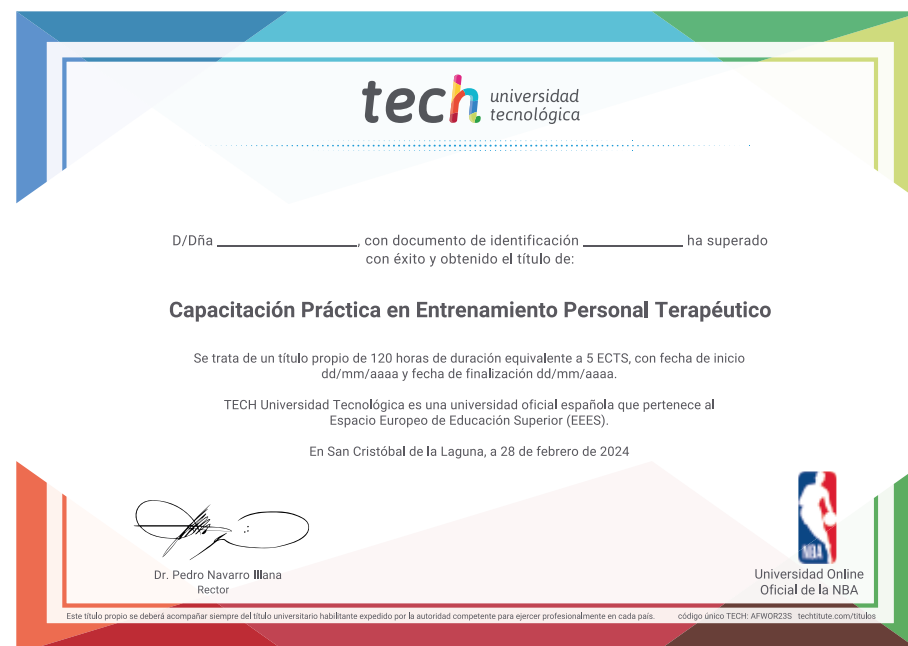 tech universidad
tecnológica
D/Dña ____________________, con documento de identificación ______________ ha superado
con éxito y obtenido el título de:
Capacitación Práctica en Entrenamiento Personal Terapéutico
Se trata de un título propio de 120 horas de duración equivalente a 5 ECTS, con fecha de inicio
dd/mm/aaaa y fecha de finalización dd/mm/aaaa.
TECH Universidad Tecnológica es una universidad oficial española que pertenece al
Espacio Europeo de Educación Superior (EEES).
En San Cristóbal de la Laguna, a 28 de febrero de 2024
NBA
Dr. Pedro Navarro Illana
Rector
Universidad Online
Oficial de la NBA
Este título propio se deberá acompañar siempre del título universitario habilitante expedido por la autoridad competente para ejercer profesionalmente en cada país. código único TECH: AFWOR23S techtitute.com/titulos